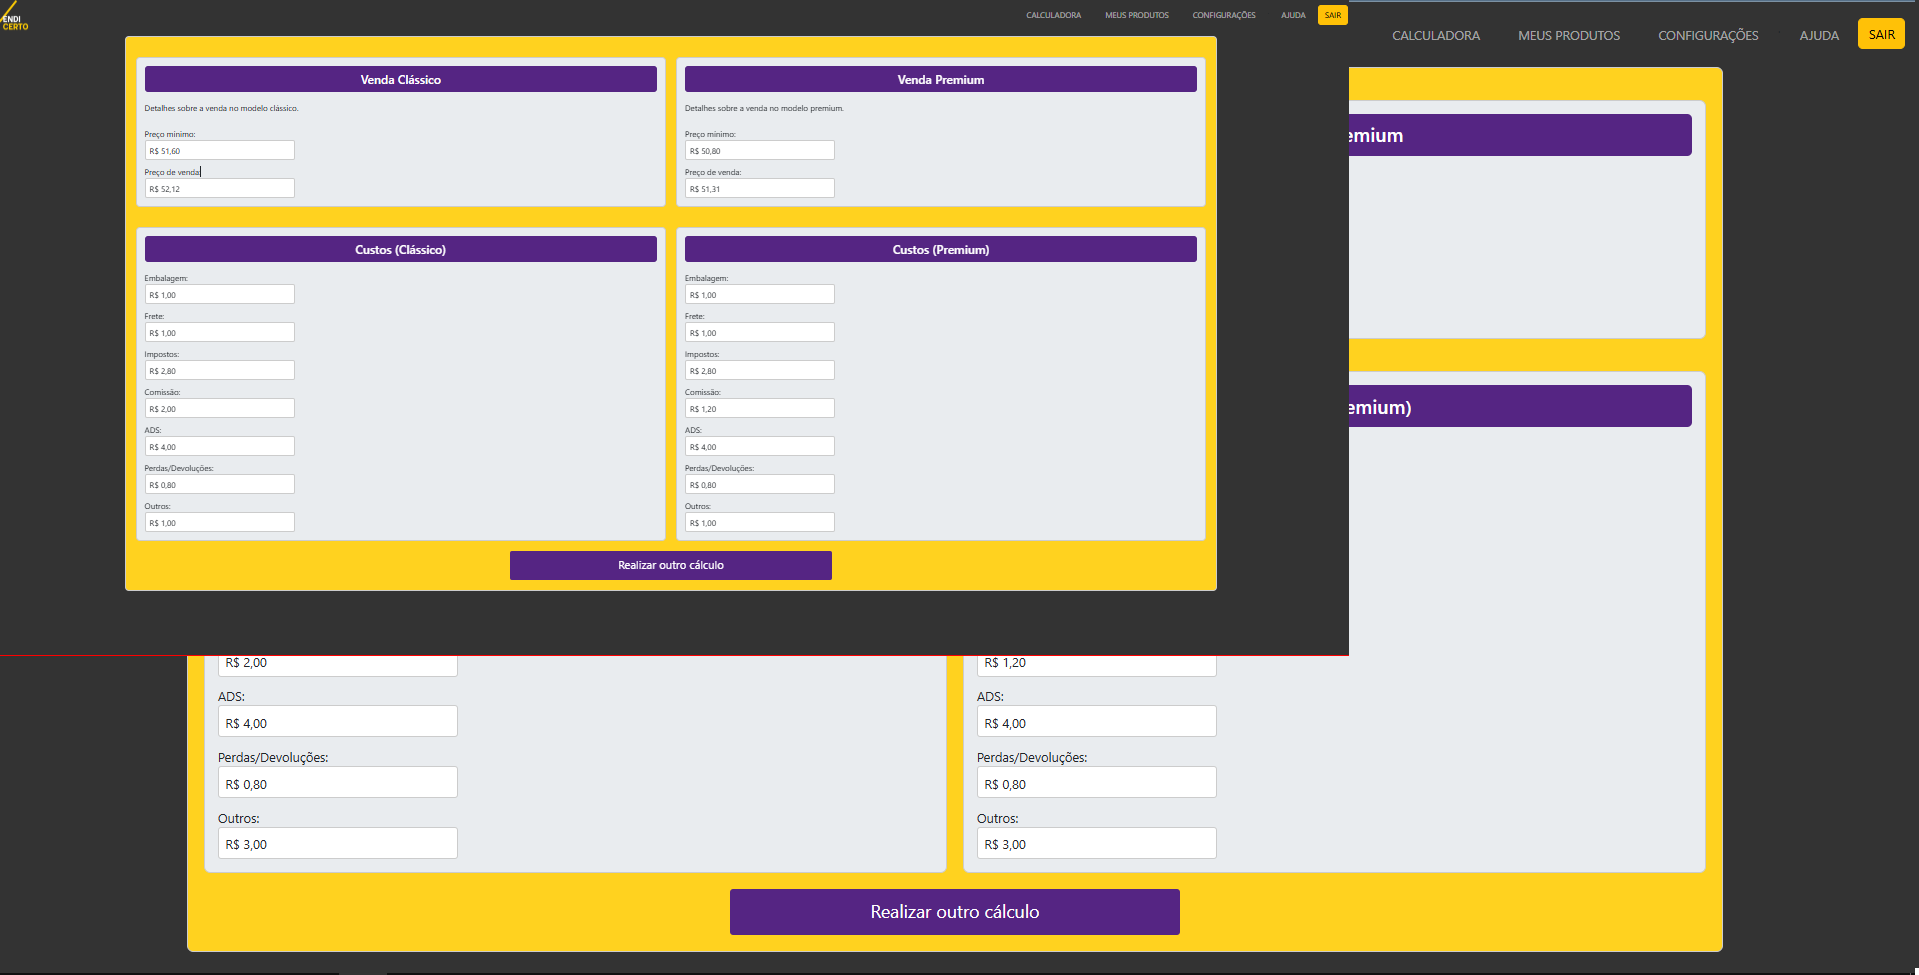 ENDI
CERTO
CALCULADORA MEUS PRODUTOS CONFIGURAÇÕES AJUDA SAIR
CALCULADORA MEUS PRODUTOS CONFIGURAÇÕES AJUDA SAIR
Venda Clássico
Detalhes sobre a venda no modelo clássico.
Preço mínimo:
R$ 51,60
Preço de venda:
R$ 52,12
Venda Premium
Detalhes sobre a venda no modelo premium.
Preço mínimo:
R$ 50,80
Preço de venda:
R$ 51,31
Custos (Clássico)
Embalagem:
R$ 1,00
Frete:
R$ 1,00
Impostos:
R$ 2,80
Comissão:
R$ 2,00
ADS:
R$ 4,00
Perdas/Devoluções:
R$ 0,80
Outros:
R$ 1,00
Custos (Premium)
Embalagem:
R$ 1,00
Frete:
R$ 1,00
Impostos:
R$ 2,80
Comissão:
R$ 1,20
ADS:
R$ 4,00
Perdas/Devoluções:
R$ 0,80
Outros:
R$ 1,00
Realizar outro cálculo
emium
emium)
R$ 2,00
ADS:
R$ 4,00
Perdas/Devoluções:
R$ 0,80
Outros:
R$ 3,00
R$ 1,20
ADS:
R$ 4,00
Perdas/Devoluções:
R$ 0,80
Outros:
R$ 3,00
Realizar outro cálculo